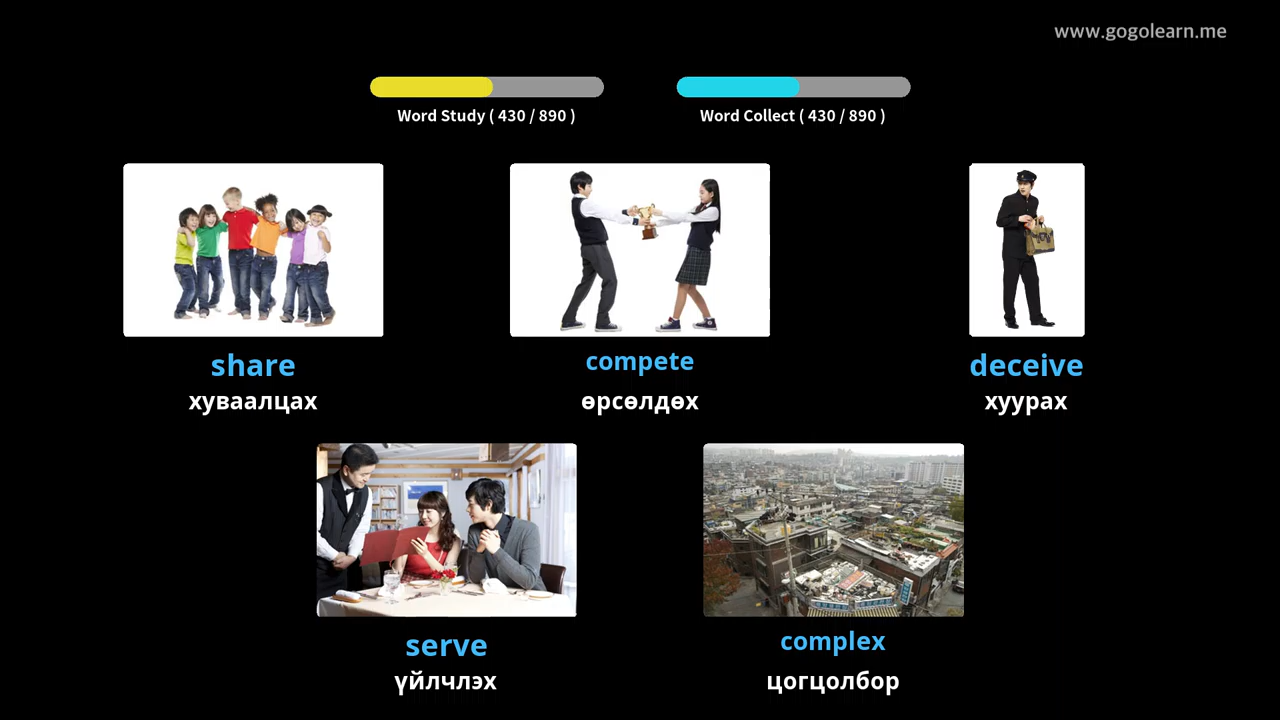 www.gogolearn.me
Word Study ( 430 / 890 )
Word Collect ( 430 / 890 )
share
compete
deceive
хуваалцах
өрсөлдөх
хуурах
serve
complex
үйлчлэх
цогцолбор